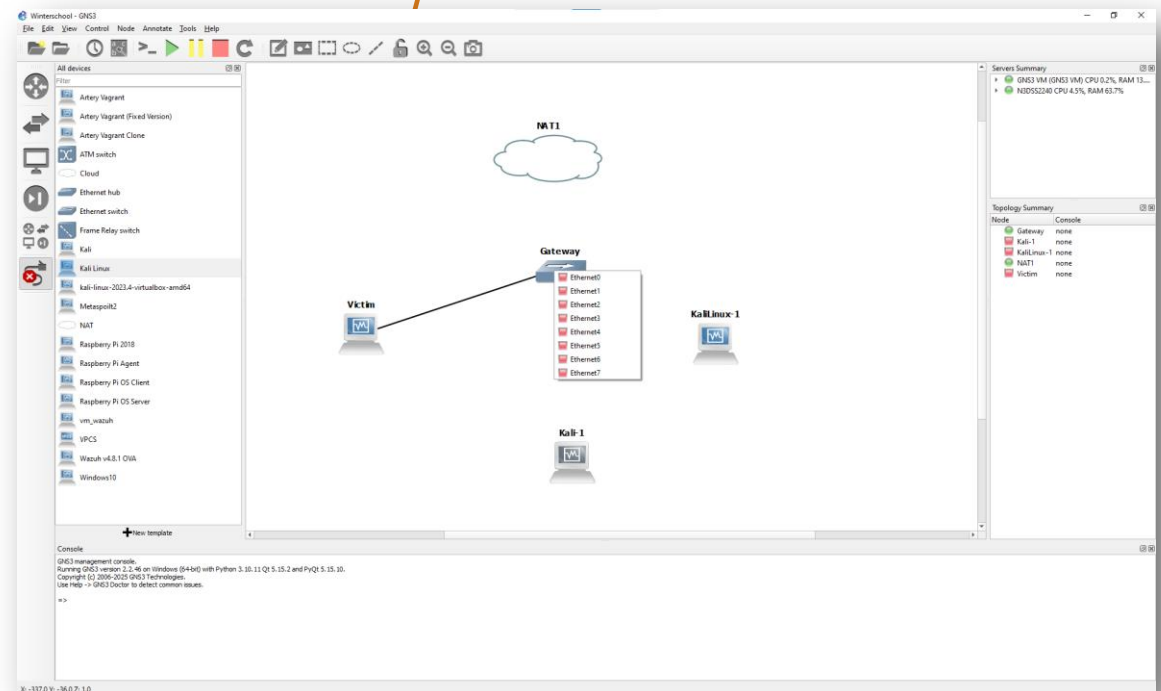 Winterschool - GNS3
File Edit View Control Node Annotate Tools Help
All devices
Filter
Artery Vagrant
Artery Vagrant (Fixed Version)
Artery Vagrant Clone
ATM switch
Cloud
Ethernet hub
Ethernet switch
Frame Relay switch
Kali
Kali Linux
kali-linux-2023.4-virtualbox-amd64
Metasploit2
NAT
Raspberry Pi 2018
Raspberry Pi Agent
Raspberry Pi OS Client
Raspberry Pi OS Server
vm_wazuh
VPCS
Wazuh v4.8.1 OVA
Windows10
New template
NAT1
Gateway
Ethernet0
Ethernet1
Ethernet2
Ethernet3
Ethernet4
Ethernet5
Ethernet6
Ethernet7
Victim
KaliLinux-1
Kali-1
Servers Summary
GNS3 VM (GNS3 VM) CPU 0.2%, RAM 13....
N3DSS2240 CPU 4.5%, RAM 63.7%
Topology Summary
Node Console
Gateway none
Kali-1 none
KaliLinux-1 none
NAT1 none
Victim none
Console
GNS3 management console.
Running GNS3 version 2.2.46 on Windows (64-bit) with Python 3.10.11 Qt 5.15.2 and PyQt 5.15.10.
Copyright (c) 2006-2025 GNS3 Technologies.
Use Help -> GNS3 Doctor to detect common issues.
=>
X: -337.0 Y: -36.0 Z: 1.0